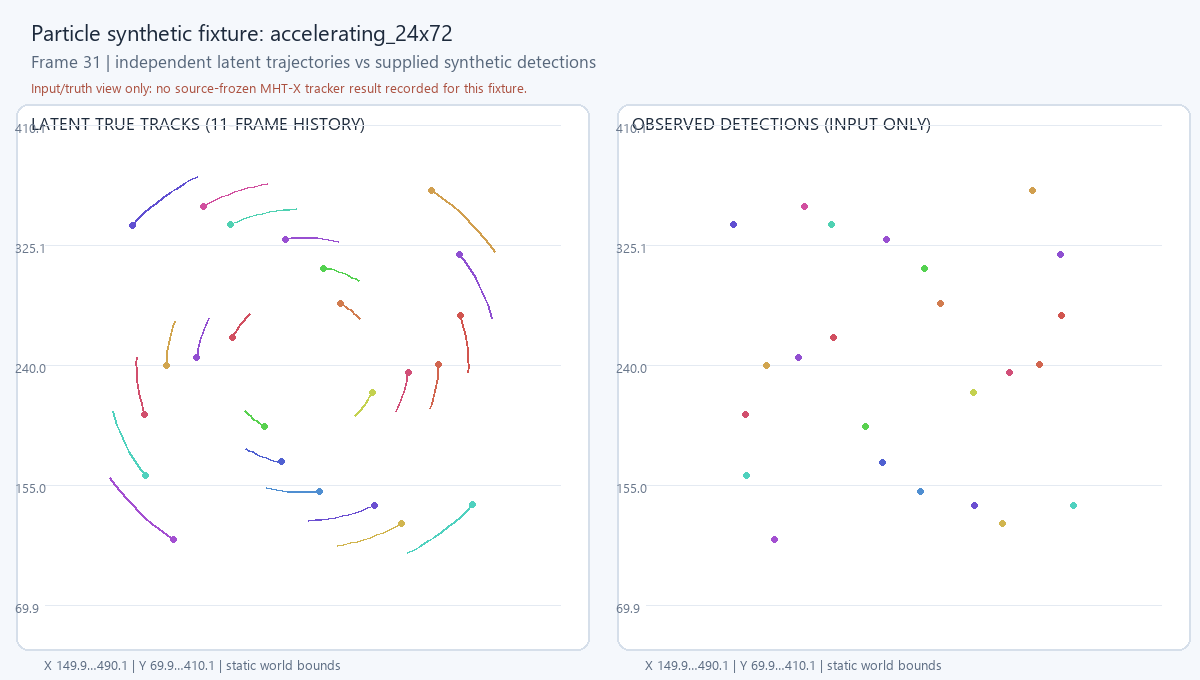 Particle synthetic fixture: accelerating_24x72
Frame 31 | independent latent trajectories vs supplied synthetic detections
Input/truth view only: no source-frozen MHT-X tracker result recorded for this fixture.
LATENT TRUE TRACKS (11-FRAME HISTORY)
410.1
325.1
240.0
155.0
69.9
X 149.9...490.1 | Y 69.9...410.1 | static world bounds
OBSERVED DETECTIONS (INPUT ONLY)
410.1
325.1
240.0
155.0
69.9
X 149.9...490.1 | Y 69.9...410.1 | static world bounds